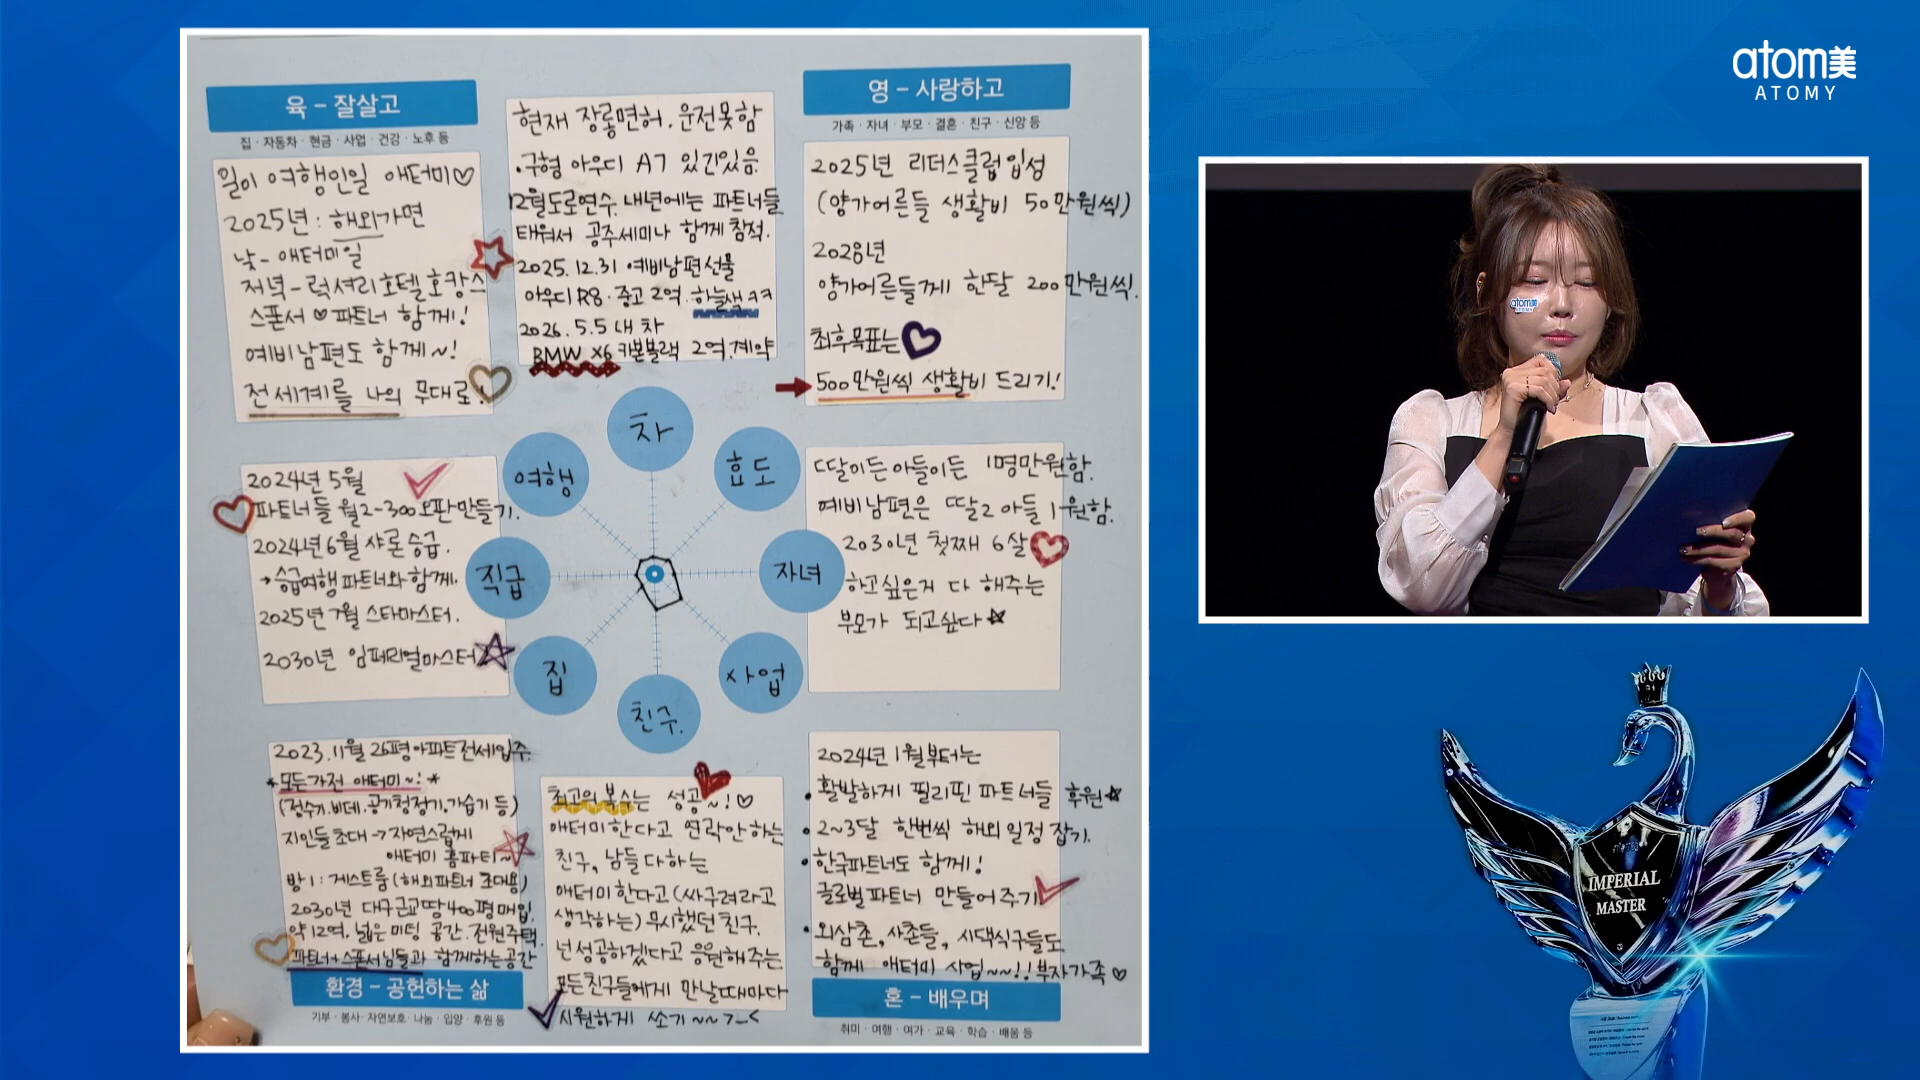 atom美
ATOMY
육 - 잘살고
집 · 자동차 · 현금 · 사업 · 건강 · 노후 등
일이 여행인일 애터미♡
2025년 : 해외가면
낮 - 애터미일
저녁 - 럭셔리호텔 호캉스
스폰서 ♡ 파트너 함께!
예비남편도 함께~!
전 세계를 나의 무대로!
현재 장롱면허. 운전못함
· 구형 아우디 A7 있긴있음
12월도로연수. 내년에는 파트너들
태워서 공주세미나 함께 참석.
2025. 12. 31 예비남편선물
아우디 R8 · 중고 2억. 하늘색ㅋㅋ
2026. 5. 5 내 차
BMW X6 카본블랙 2억. 계약
영 - 사랑하고
가족 · 자녀 · 부모 · 결혼 · 친구 · 신앙 등
2025년 리더스클럽입성
(양가어른들 생활비 50만원씩)
2028년
양가어른들께 한달 200만원씩.
최후목표는
500만원씩 생활비 드리기!
차
여행
효도
직급
자녀
집
사업
친구.
2024년 5월
파트너들 월2-300오판만들기.
2024년 6월 샤론승급.
→ 승급여행 파트너와 함께.
2025년 7월 스타마스터.
2030년 임페리얼마스터
딸이든 아들이든 1명만원함.
예비남편은 딸2 아들 1 원함.
2030년 첫째 6살
하고싶은거 다 해주는
부모가 되고싶다
2023. 11월 26평아파트전세입주.
*모든가전 애터미~!*
(정수기. 비데. 공기청정기. 가습기 등)
지인들 초대 → 자연스럽게
애터미 홈파티~
방1 : 게스트룸 (해외파트너 초대용)
2030년 대구근교땅400평매입.
약12억. 넓은 미팅 공간. 전원주택.
파트너+스폰서님들과 함께하는공간
환경 - 공헌하는 삶
기부 · 봉사 · 자연보호 · 나눔 · 입양 · 후원 등
최고의 복수는 성공~!♡
애터미한다고 연락안하는
친구, 남들다하는
애터미한다고 (싸구려라고
생각하는) 무시했던친구.
넌성공하겠다고 응원해주는
모든친구들에게 만날때마다
시원하게 쏘기~~ >_<
2024년 1월부터는
· 활발하게 필리핀 파트너들 후원
· 2~3달 한번씩 해외일정 잡기.
· 한국파트너도 함께!
글로벌파트너 만들어주기
· 외삼촌, 사촌들, 시댁식구들도
함께 애터미 사업~~!! 부자가족♡
혼 - 배우며
취미 · 여행 · 여가 · 교육 · 학습 · 배움 등
atom美
ATOMY
IMPERIAL
MASTER